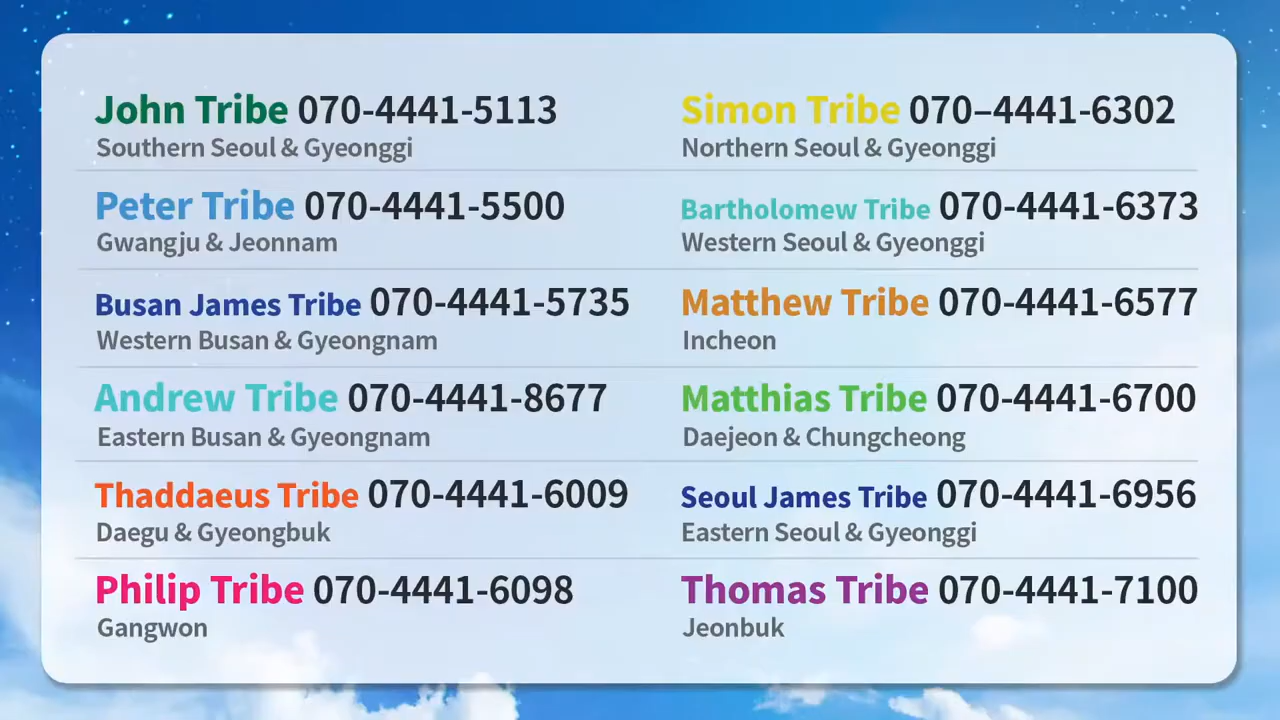 John Tribe 070-4441-5113
Southern Seoul & Gyeonggi
Peter Tribe 070-4441-5500
Gwangju & Jeonnam
Busan James Tribe 070-4441-5735
Western Busan & Gyeongnam
Andrew Tribe 070-4441-8677
Eastern Busan & Gyeongnam
Thaddaeus Tribe 070-4441-6009
Daegu & Gyeongbuk
Philip Tribe 070-4441-6098
Gangwon
Simon Tribe 070–4441-6302
Northern Seoul & Gyeonggi
Bartholomew Tribe 070-4441-6373
Western Seoul & Gyeonggi
Matthew Tribe 070-4441-6577
Incheon
Matthias Tribe 070-4441-6700
Daejeon & Chungcheong
Seoul James Tribe 070-4441-6956
Eastern Seoul & Gyeonggi
Thomas Tribe 070-4441-7100
Jeonbuk